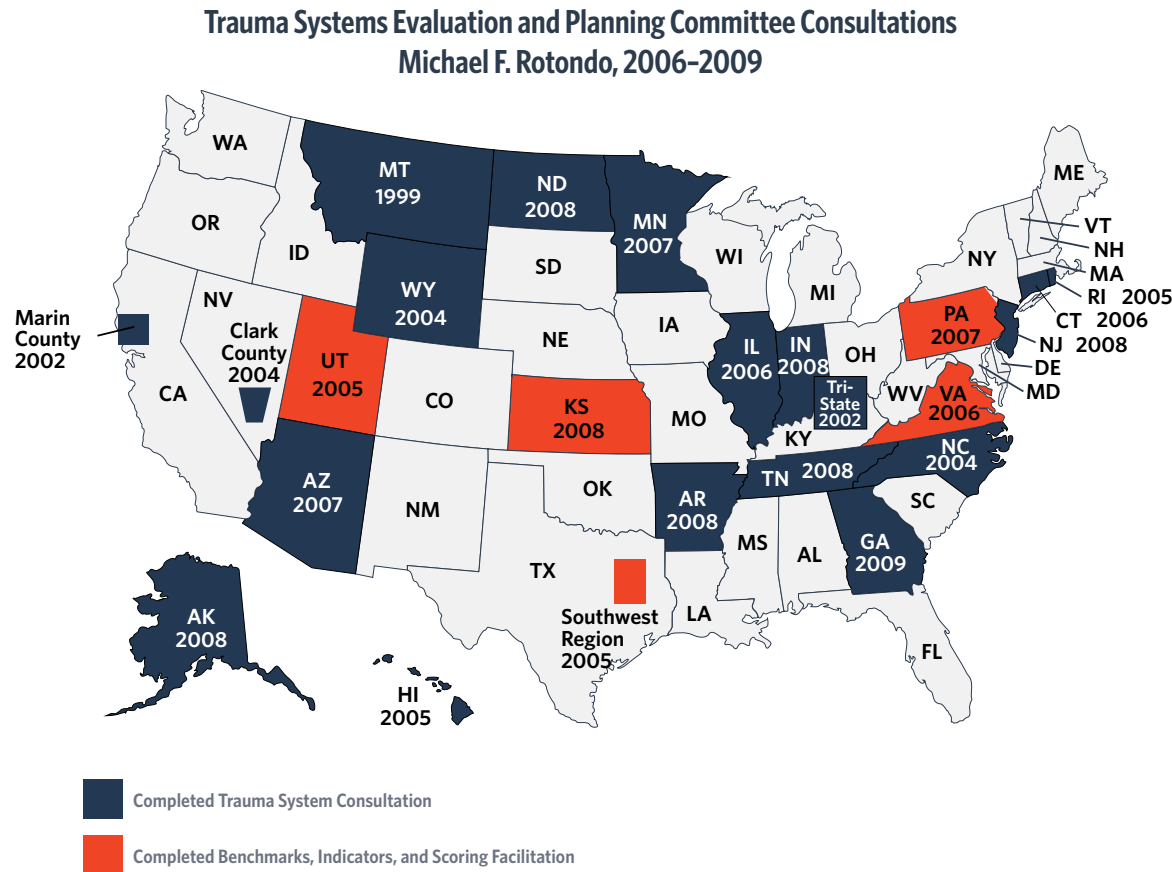 Trauma Systems Evaluation and Planning Committee Consultations
Michael F. Rotondo, 2006–2009
WA
MT
1999
ND
2008
MN
2007
ME
OR
ID
SD
WI
MI
NY
VT
NH
MA
RI 2005
CT 2006
NJ 2008
DE
MD
WY
2004
NV
Marin
County
2002
Clark
County
2004
UT
2005
NE
IA
IL
2006
IN
2008
OH
PA
2007
CA
CO
KS
2008
MO
Tri-
State
2002
WV
VA
2006
KY
AZ
2007
NM
OK
AR
2008
TN 2008
NC
2004
SC
MS
AL
GA
2009
TX
Southwest
Region
2005
LA
FL
AK
2008
HI
2005
Completed Trauma System Consultation
Completed Benchmarks, Indicators, and Scoring Facilitation